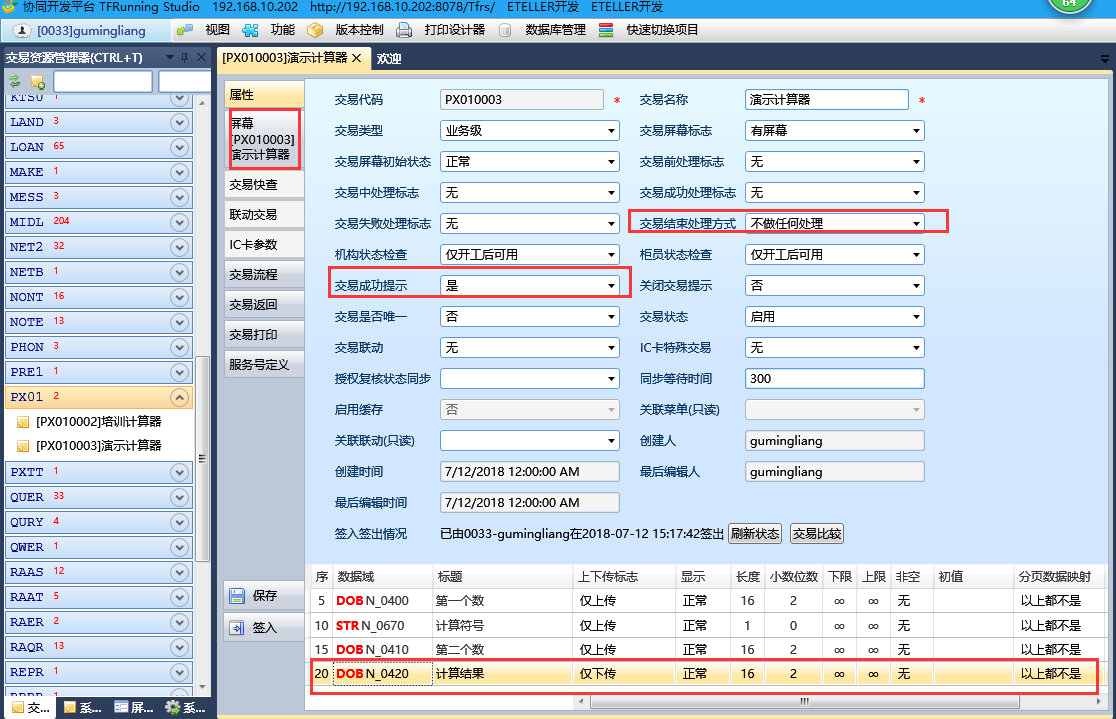 协同开发平台 TFRunning Studio 192.168.10.202 http://192.168.10.202:8078/Tfrs/ ETELLER开发 ETELLER开发
64
[0033]gumingliang 视图 功能 版本控制 打印设计器 数据库管理 快速切换项目
交易资源管理器(CTRL+T)
[PX010003]演示计算器 欢迎
KTSU 1
LAND 3
LOAN 65
MAKE 1
MESS 3
MIDL 204
NET2 32
NETB 1
NONT 16
NOTE 13
PHON 3
PRE1 1
PX01 2
[PX010002]培训计算器
[PX010003]演示计算器
PXTT 1
QUER 33
QURY 4
QWER 1
RAAS 12
RAAT 5
RAER 2
RAQR 13
REPR 1
交... 系... 屏... 系...
属性
屏幕
[PX010003]
演示计算器
交易快查
联动交易
IC卡参数
交易流程
交易返回
交易打印
服务号定义
保存
签入
交易代码 PX010003 * 交易名称 演示计算器 *
交易类型 业务级 交易屏幕标志 有屏幕
交易屏幕初始状态 正常 交易前处理标志 无
交易中处理标志 无 交易成功处理标志 无
交易失败处理标志 无 交易结束处理方式 不做任何处理
机构状态检查 仅开工后可用 柜员状态检查 仅开工后可用
交易成功提示 是 关闭交易提示 否
交易是否唯一 否 交易状态 启用
交易联动 无 IC卡特殊交易 无
授权复核状态同步 同步等待时间 300
启用缓存 否 关联菜单(只读)
关联联动(只读) 创建人 gumingliang
创建时间 7/12/2018 12:00:00 AM 最后编辑人 gumingliang
最后编辑时间 7/12/2018 12:00:00 AM
签入签出情况 已由0033-gumingliang在2018-07-12 15:17:42签出 刷新状态 交易比较
序 数据域 标题 上下传标志 显示 长度 小数位数 下限 上限 非空 初值 分页数据映射
5 DOB N_0400 第一个数 仅上传 正常 16 2 ∞ ∞ 无 以上都不是
10 STR N_0670 计算符号 仅上传 正常 1 0 ∞ ∞ 无 以上都不是
15 DOB N_0410 第二个数 仅上传 正常 16 2 ∞ ∞ 无 以上都不是
20 DOB N_0420 计算结果 仅下传 正常 16 2 ∞ ∞ 无 以上都不是